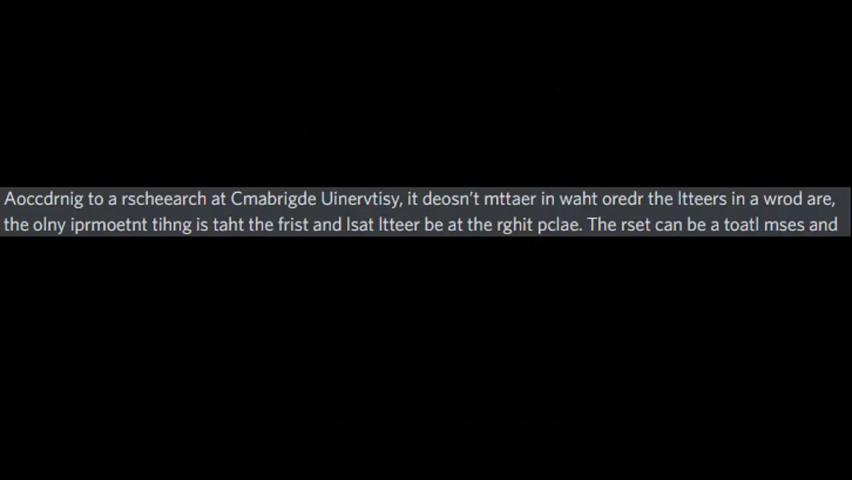 Aoccdrnig to a rscheearch at Cmabrigde Uinervtisy, it deosn't mttaer in waht oredr the ltteers in a wrod are,
the olny iprmoetnt tihng is taht the frist and lsat ltteer be at the rghit pclae. The rset can be a toatl mses and